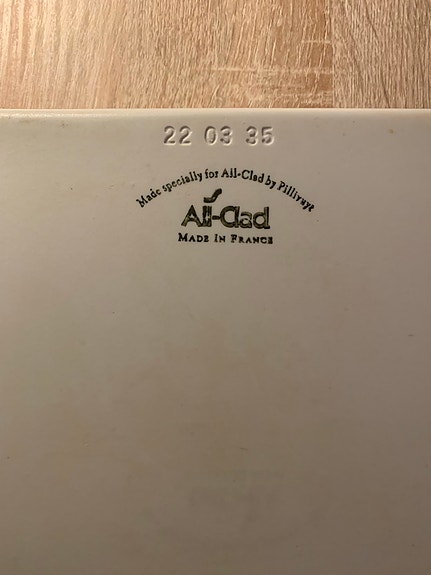 22 03 35
Made specially for All-Clad by Pillivuyt
All-Clad
MADE IN FRANCE